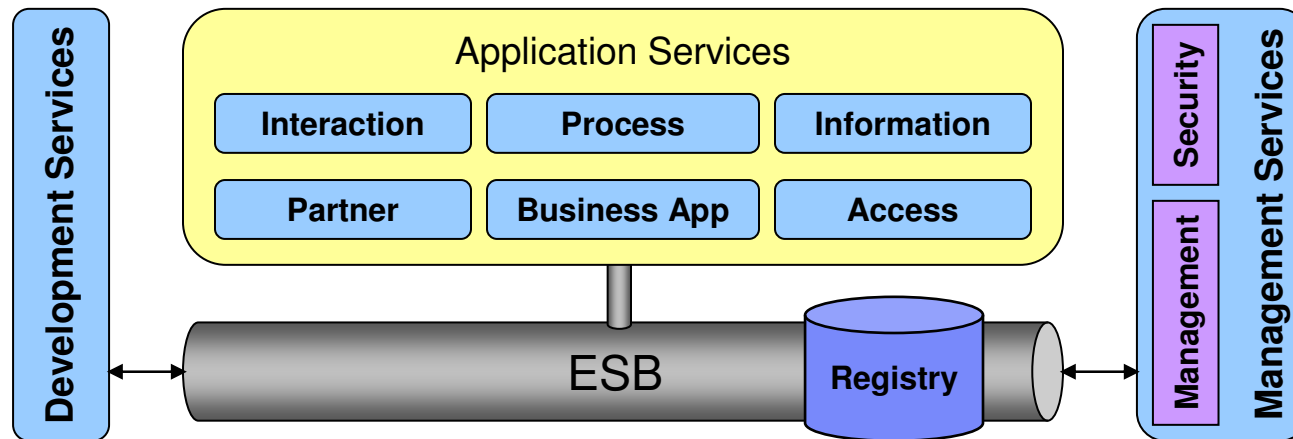 Development Services
Application Services
Interaction
Process
Information
Partner
Business App
Access
ESB
Registry
Security
Management
Management Services